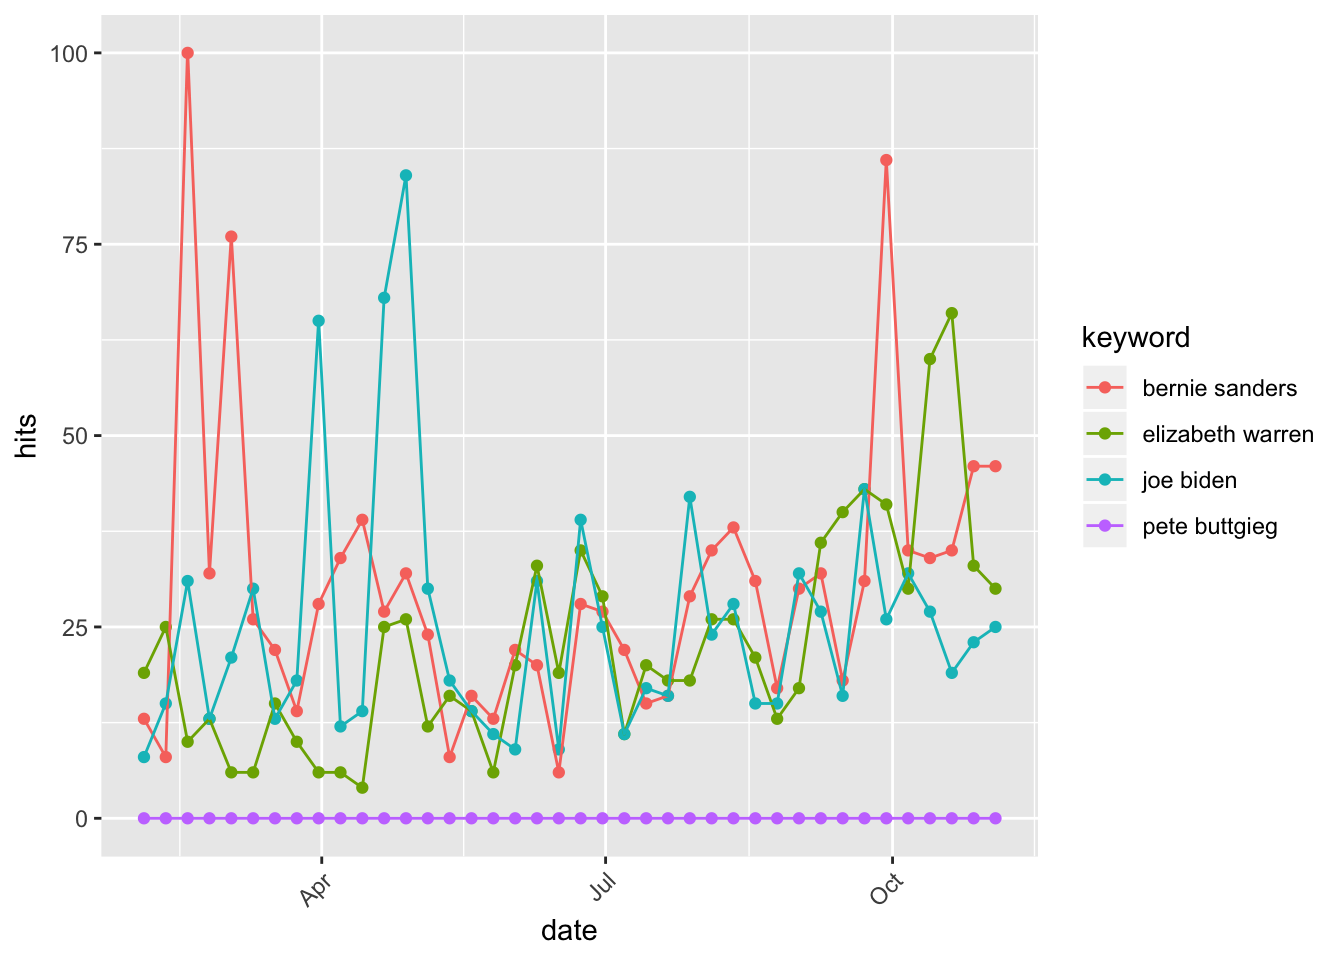 100
75
50
25
0
hits
Apr
Jul
Oct
date
keyword
bernie sanders
elizabeth warren
joe biden
pete buttgieg